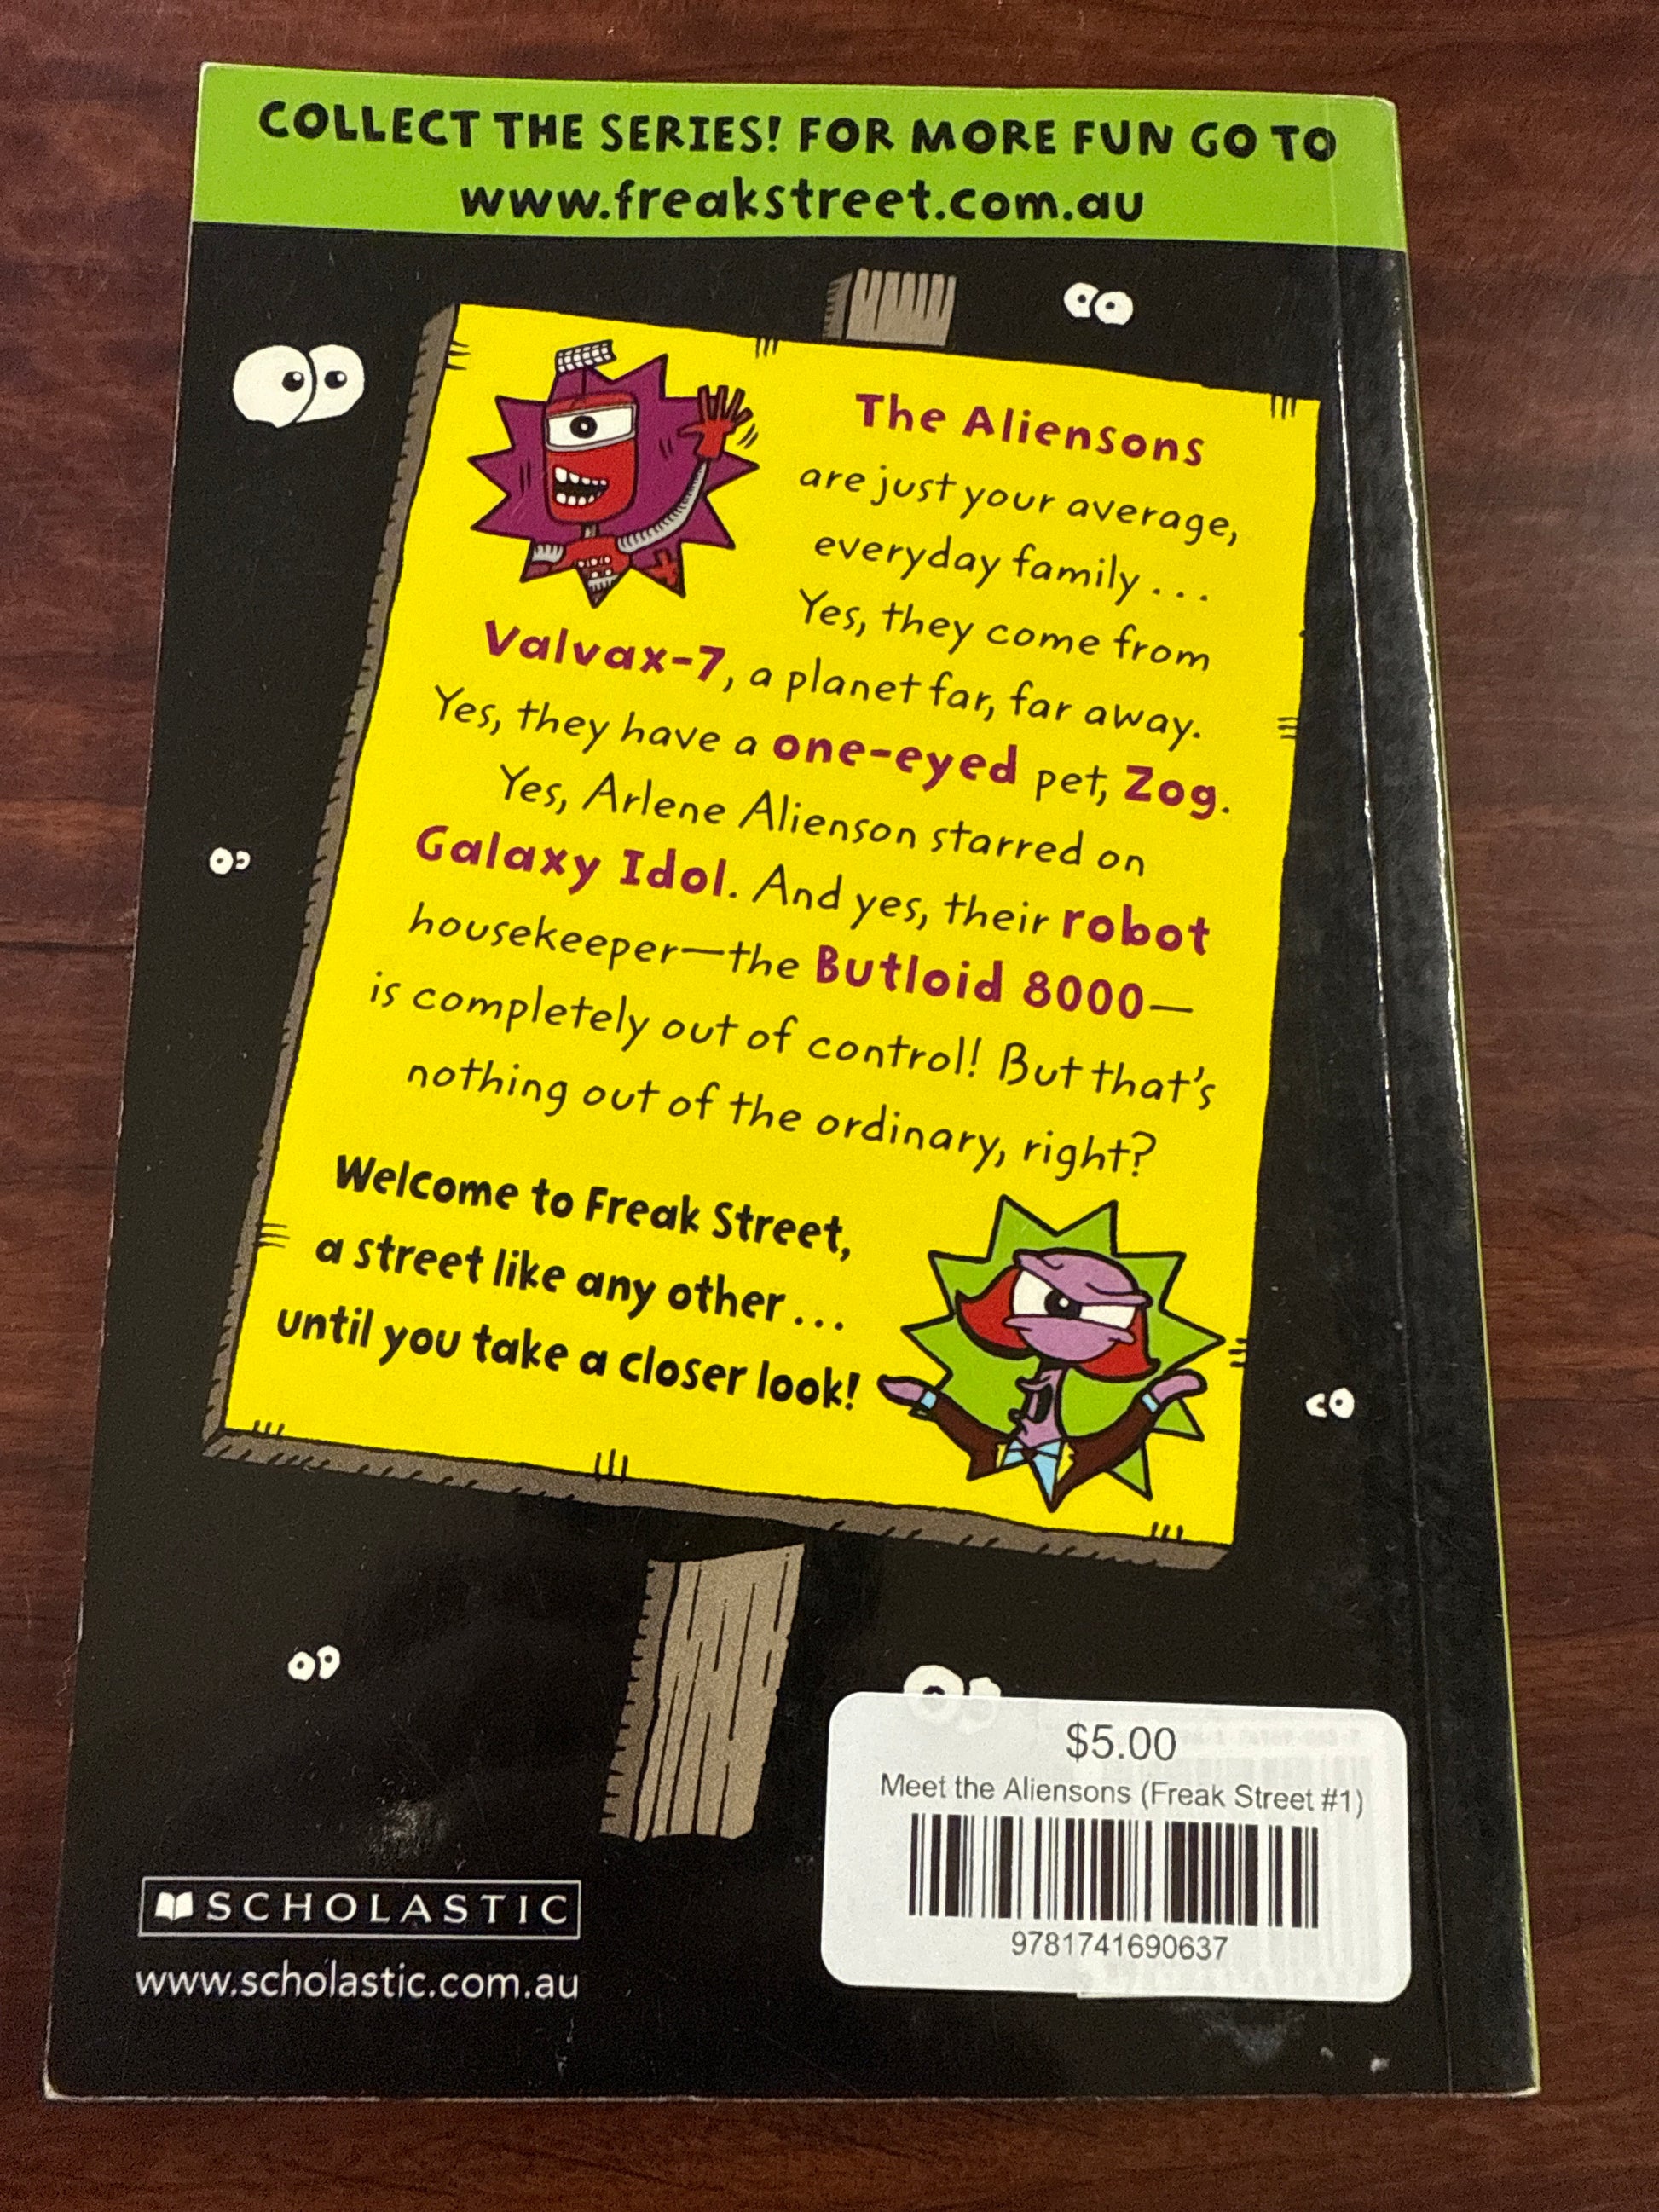 COLLECT THE SERIES! FOR MORE FUN GO TO
www.freakstreet.com.au
The Aliensons
are just your average,
everyday family...
Yes, they come from
Valvax-7, a planet far, far away.
Yes, they have a one-eyed pet, Zog.
Yes, Arlene Alienson starred on
Galaxy Idol. And yes, their robot
housekeeper—the Butloid 8000—
is completely out of control! But that's
nothing out of the ordinary, right?
Welcome to Freak Street,
a street like any other...
until you take a closer look!
$5.00
Meet the Aliensons (Freak Street #1)
9781741690637
SCHOLASTIC
www.scholastic.com.au